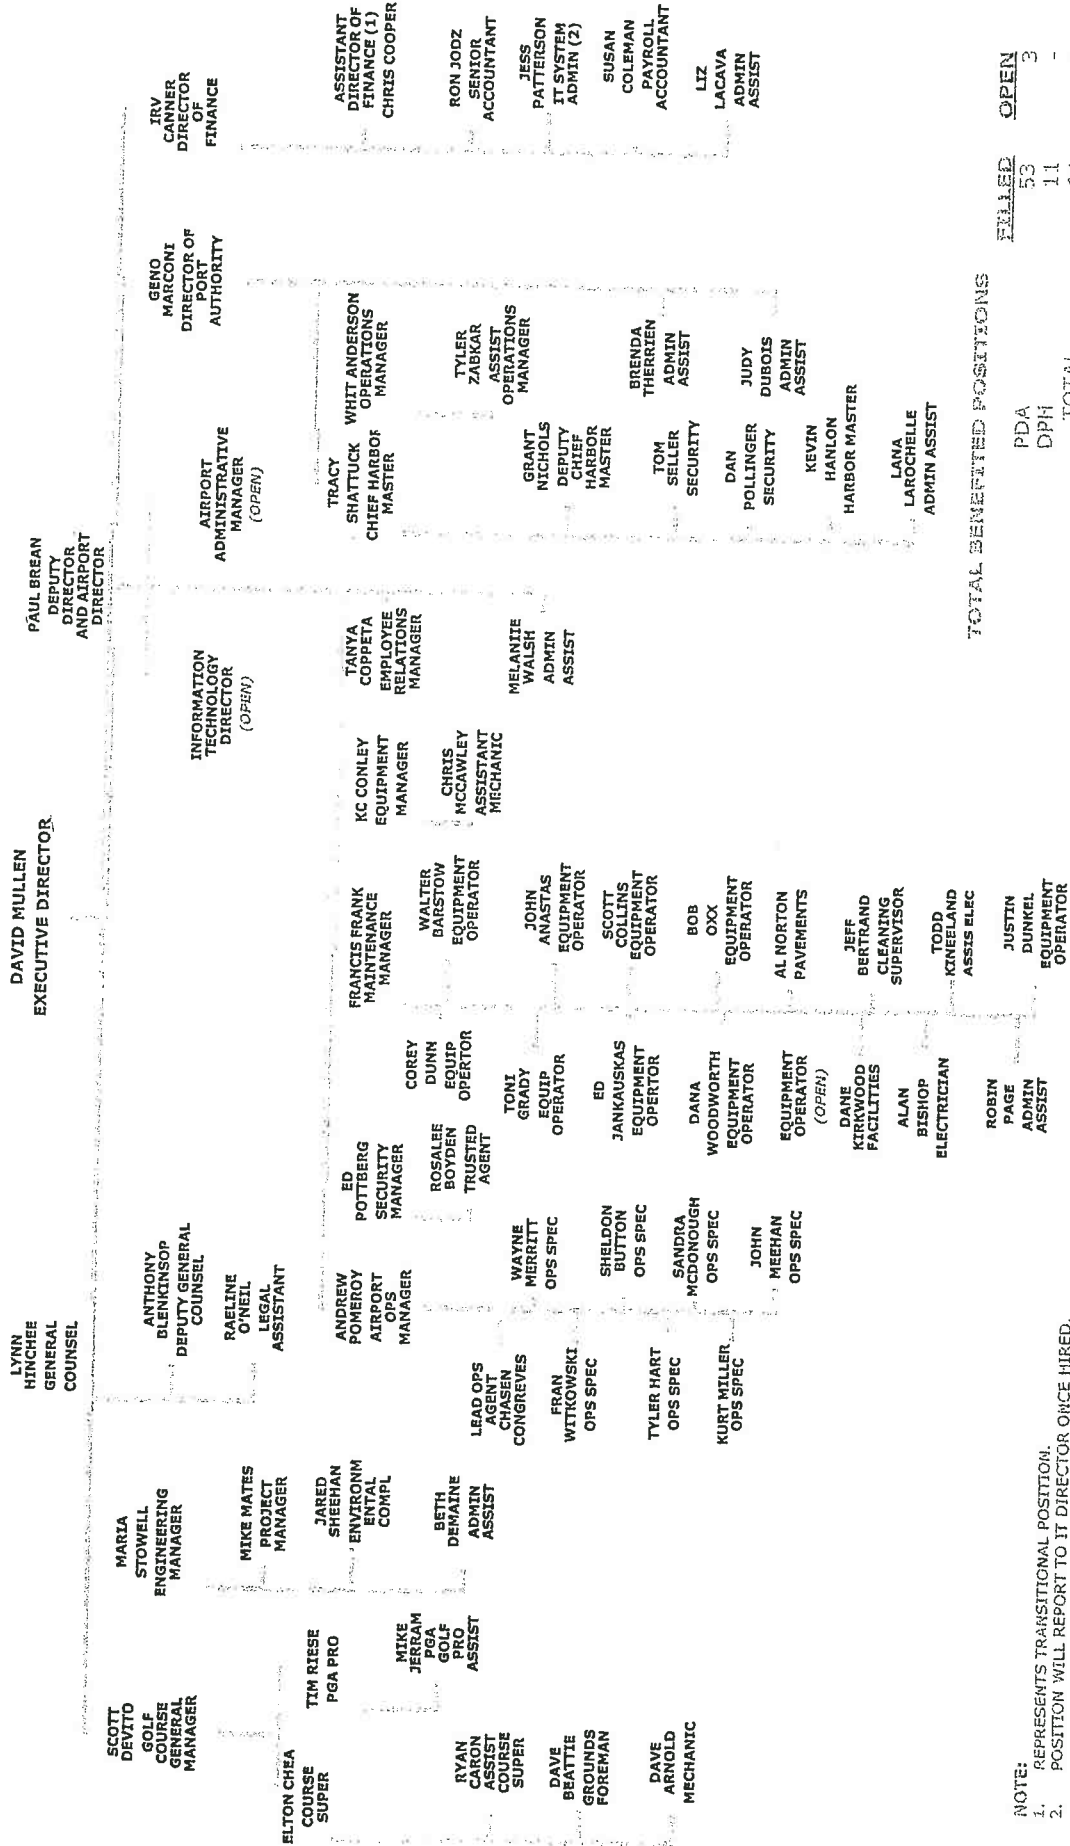 DAVID MULLEN
EXECUTIVE DIRECTOR
LYNN
HINCHEE
GENERAL
COUNSEL
PAUL BREAN
DEPUTY
DIRECTOR
AND AIRPORT
DIRECTOR
SCOTT
DEVITO
GOLF
COURSE
GENERAL
MANAGER
MARIA
STOWELL
ENGINEERING
MANAGER
ANTHONY
BLENKINSOP
DEPUTY GENERAL
COUNSEL
RAELINE
O'NEIL
LEGAL
ASSISTANT
INFORMATION
TECHNOLOGY
DIRECTOR
(OPEN)
AIRPORT
ADMINISTRATIVE
MANAGER
(OPEN)
GENO
MARCONI
DIRECTOR OF
PORT
AUTHORITY
IRV
CANNER
DIRECTOR
OF
FINANCE
ELTON CHEA
COURSE
SUPER
TIM RIESE
PGA PRO
MIKE
JERRAM
PGA
GOLF
PRO
ASSIST
RYAN
CARON
ASSIST
COURSE
SUPER
DAVE
BEATTIE
GROUNDS
FOREMAN
DAVE
ARNOLD
MECHANIC
MIKE MATES
PROJECT
MANAGER
JARED
SHEEHAN
ENVIRONM
ENTAL
COMPL
BETH
DEMAINE
ADMIN
ASSIST
ANDREW
POMEROY
AIRPORT
OPS
MANAGER
LEAD OPS
AGENT
CHASEN
CONGREVES
FRAN
WITKOWSKI
OPS SPEC
TYLER HART
OPS SPEC
KURT MILLER
OPS SPEC
WAYNE
MERRITT
OPS SPEC
SHELDON
BUTTON
OPS SPEC
SANDRA
MCDONOUGH
OPS SPEC
JOHN
MEEHAN
OPS SPEC
ED
POTTBERG
SECURITY
MANAGER
ROSALEE
BOYDEN
TRUSTED
AGENT
FRANCIS FRANK
MAINTENANCE
MANAGER
COREY
DUNN
EQUIP
OPERTOR
TONI
GRADY
EQUIP
OPERATOR
ED
JANKAUSKAS
EQUIPMENT
OPERTOR
DANA
WOODWORTH
EQUIPMENT
OPERATOR
EQUIPMENT
OPERATOR
(OPEN)
DANE
KIRKWOOD
FACILITIES
ALAN
BISHOP
ELECTRICIAN
ROBIN
PAGE
ADMIN
ASSIST
WALTER
BARSTOW
EQUIPMENT
OPERATOR
JOHN
ANASTAS
EQUIPMENT
OPERATOR
SCOTT
COLLINS
EQUIPMENT
OPERATOR
BOB
OXX
EQUIPMENT
OPERATOR
AL NORTON
PAVEMENTS
JEFF
BERTRAND
CLEANING
SUPERVISOR
TODD
KINEELAND
ASSIS ELEC
JUSTIN
DUNKEL
EQUIPMENT
OPERATOR
KC CONLEY
EQUIPMENT
MANAGER
CHRIS
MCCAWLEY
ASSISTANT
MECHANIC
TANYA
COPPETA
EMPLOYEE
RELATIONS
MANAGER
MELANIIE
WALSH
ADMIN
ASSIST
TRACY
SHATTUCK
CHIEF HARBOR
MASTER
GRANT
NICHOLS
DEPUTY
CHIEF
HARBOR
MASTER
TOM
SELLER
SECURITY
DAN
POLLINGER
SECURITY
KEVIN
HANLON
HARBOR MASTER
LANA
LAROCHELLE
ADMIN ASSIST
WHIT ANDERSON
OPERATIONS
MANAGER
TYLER
ZABKAR
ASSIST
OPERATIONS
MANAGER
BRENDA
THERRIEN
ADMIN
ASSIST
JUDY
DUBOIS
ADMIN
ASSIST
ASSISTANT
DIRECTOR OF
FINANCE (1)
CHRIS COOPER
RON JODZ
SENIOR
ACCOUNTANT
JESS
PATTERSON
IT SYSTEM
ADMIN (2)
SUSAN
COLEMAN
PAYROLL
ACCOUNTANT
LIZ
LACAVA
ADMIN
ASSIST
TOTAL BENEFITED POSITIONS
FILLED OPEN
PDA 53 3
DPH 11 -
TOTAL
NOTE:
1. REPRESENTS TRANSITIONAL POSITION.
2. POSITION WILL REPORT TO IT DIRECTOR ONCE HIRED.